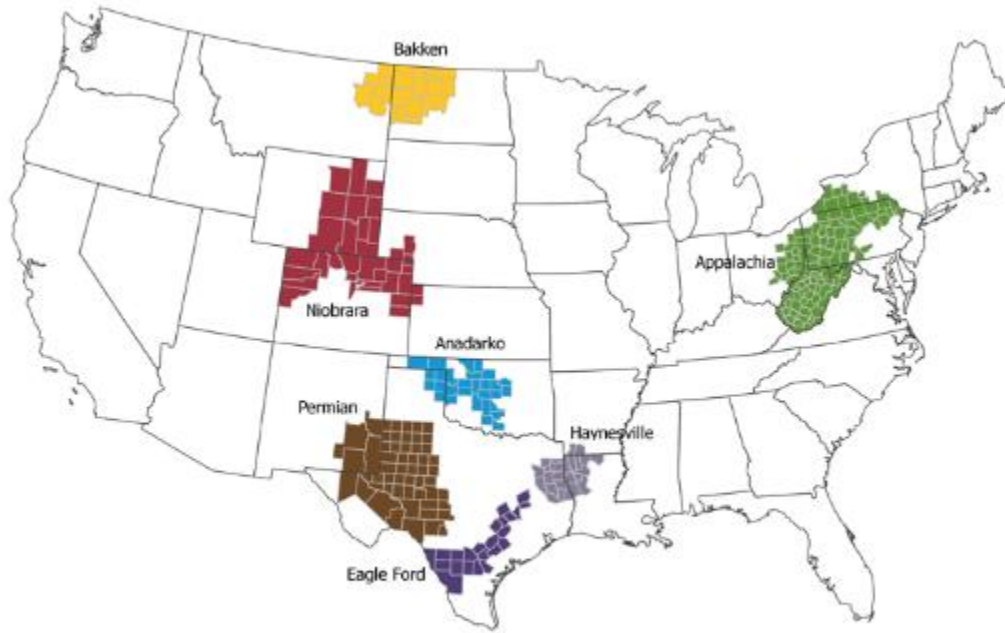 Bakken
Appalachia
Niobrara
Anadarko
Permian
Haynesville
Eagle Ford